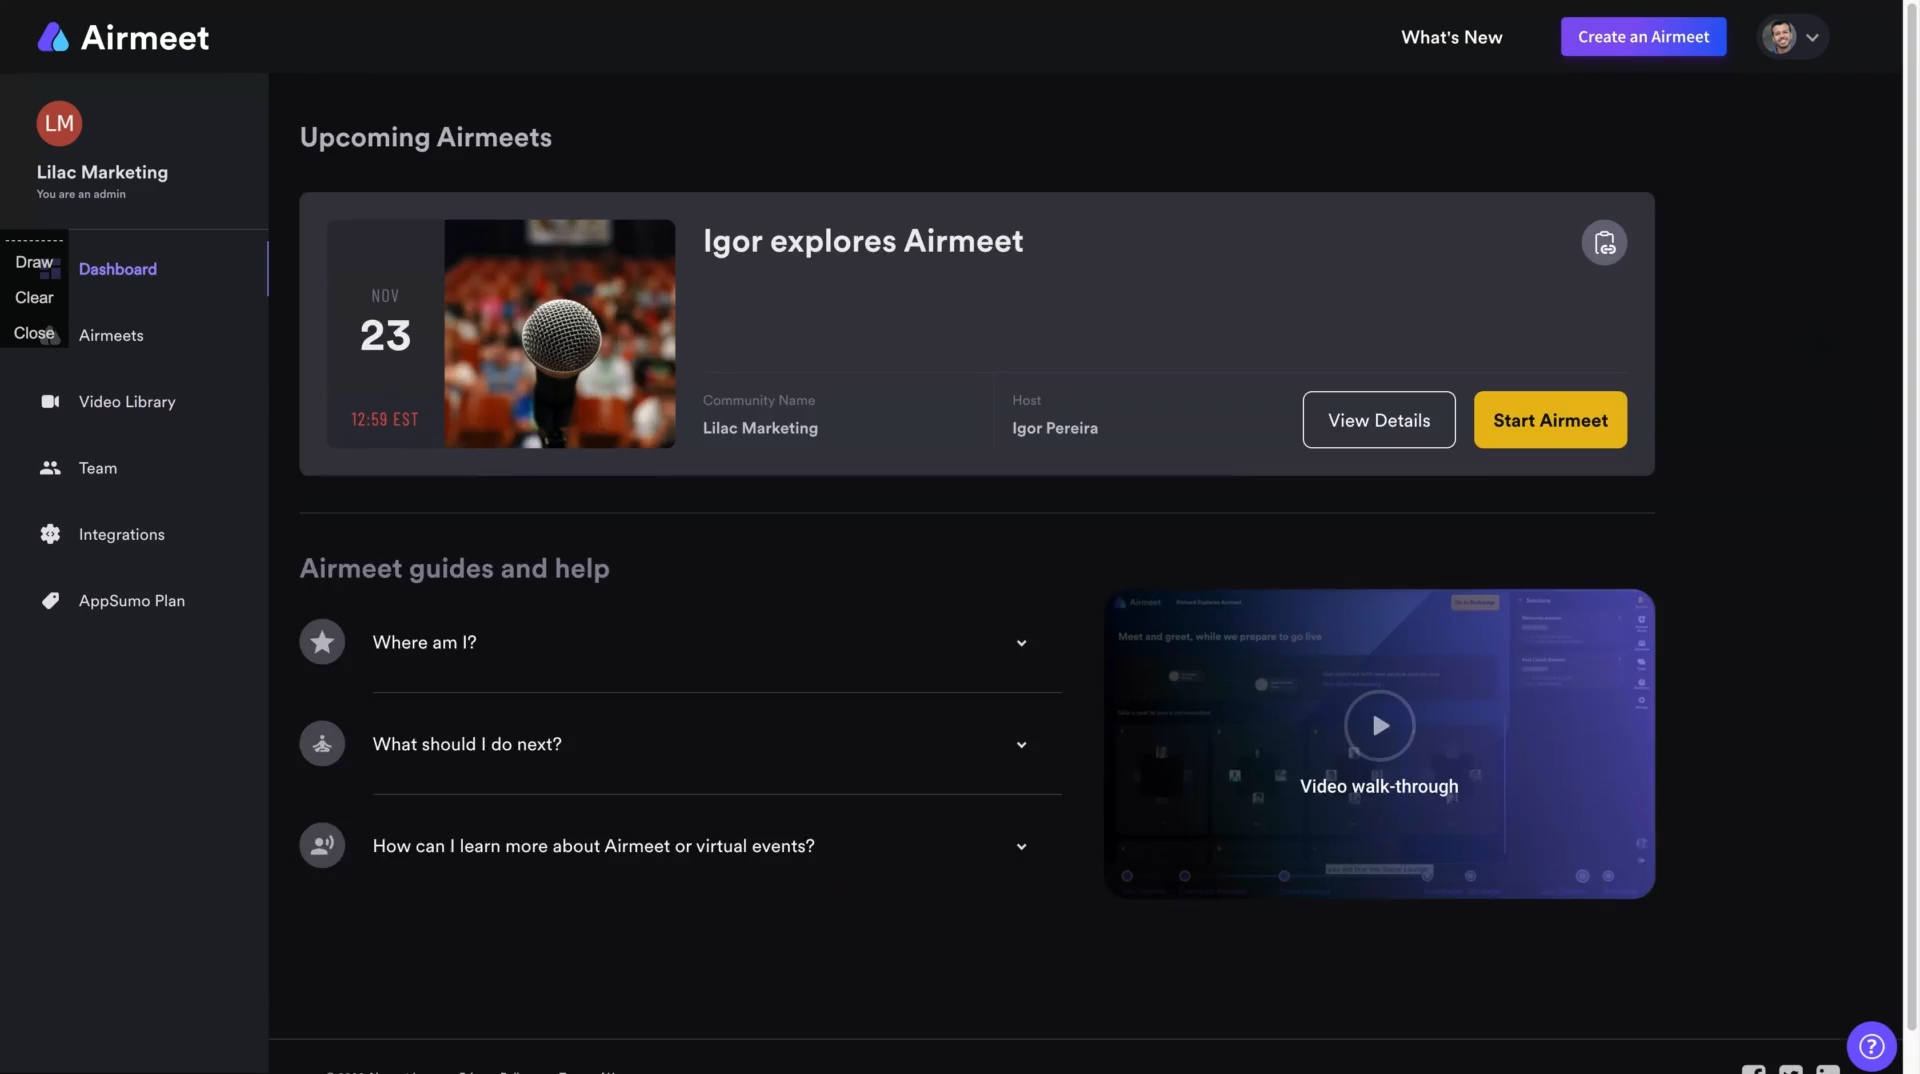 Airmeet
What's New
Create an Airmeet
LM
Lilac Marketing
You are an admin
Draw
Clear
Close
Dashboard
Airmeets
Video Library
Team
Integrations
AppSumo Plan
Upcoming Airmeets
NOV
23
12:59 EST
Igor explores Airmeet
Community Name
Lilac Marketing
Host
Igor Pereira
View Details
Start Airmeet
Airmeet guides and help
Where am I?
What should I do next?
How can I learn more about Airmeet or virtual events?
Airmeet
Meet and greet, while we prepare to go live
Video walk-through